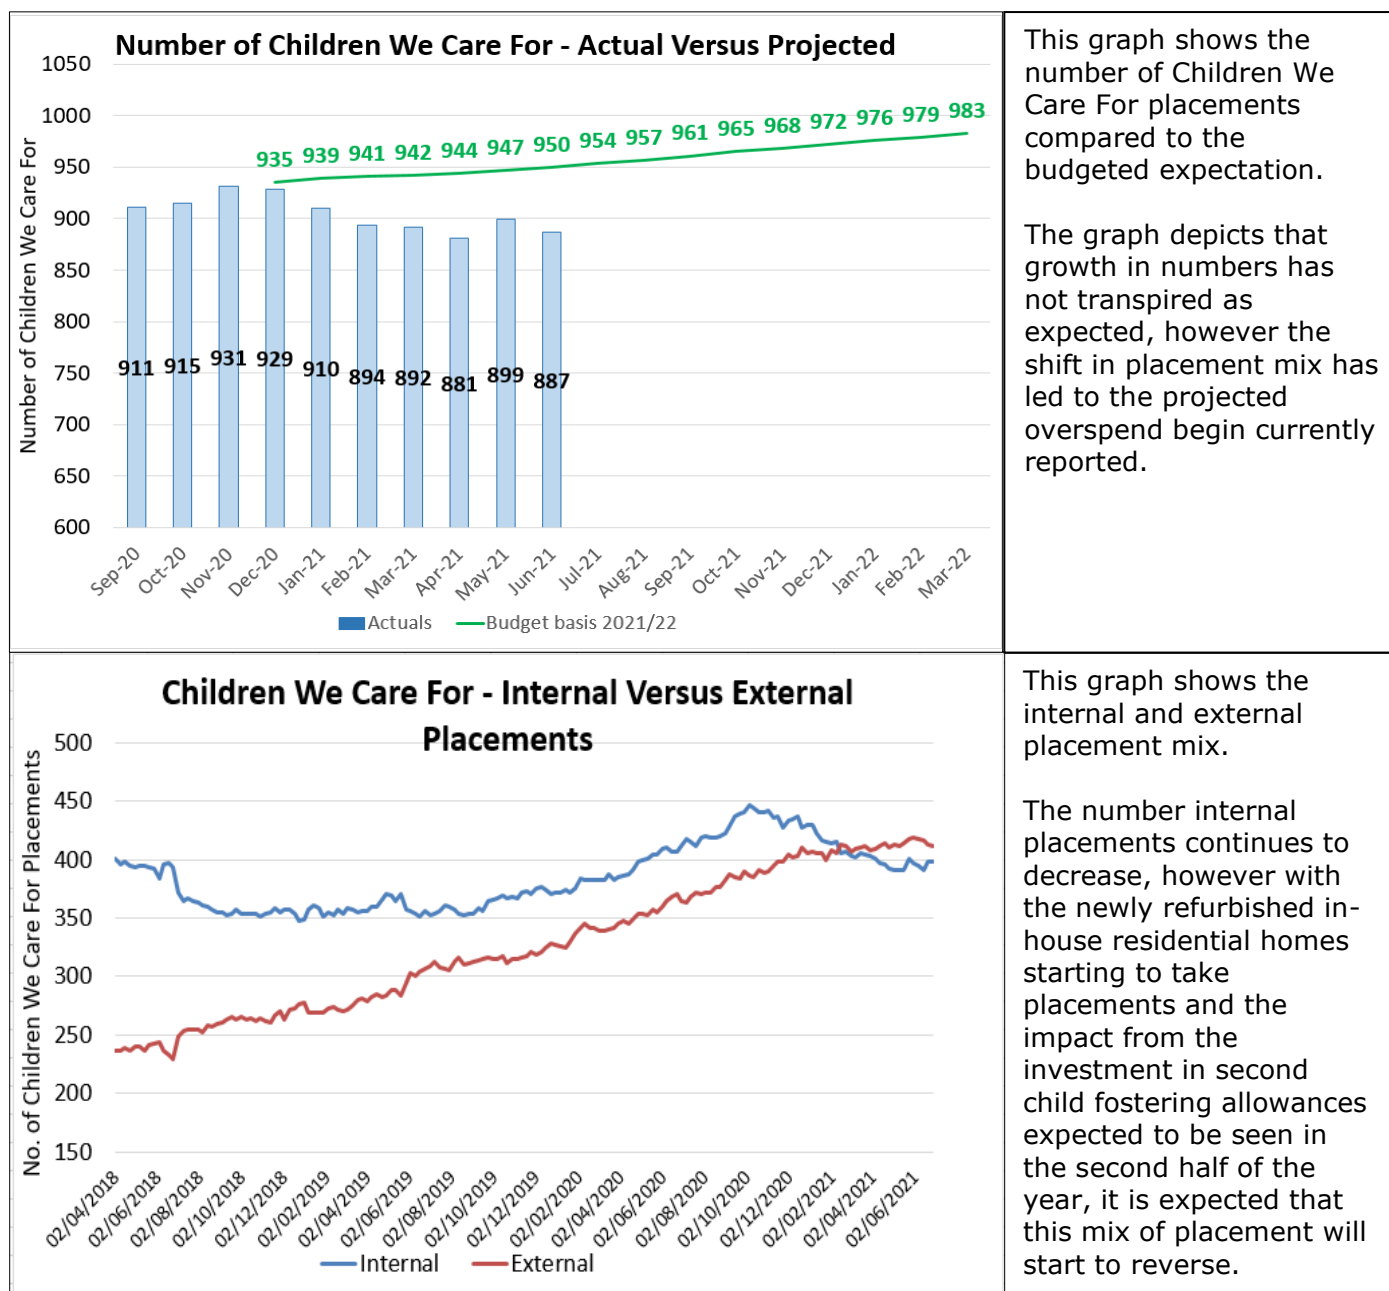 Number of Children We Care For - Actual Versus Projected
Number of Children We Care For
1050
1000
950
900
850
800
750
700
650
600
935 939 941 942 944 947 950 954 957 961 965 968 972 976 979 983
911 915 931 929 910 894 892 881 899 887
Sep-20 Oct-20 Nov-20 Dec-20 Jan-21 Feb-21 Mar-21 Apr-21 May-21 Jun-21 Jul-21 Aug-21 Sep-21 Oct-21 Nov-21 Dec-21 Jan-22 Feb-22 Mar-22
Actuals Budget basis 2021/22
This graph shows the
number of Children We
Care For placements
compared to the
budgeted expectation.
The graph depicts that
growth in numbers has
not transpired as
expected, however the
shift in placement mix has
led to the projected
overspend begin currently
reported.
Children We Care For - Internal Versus External
Placements
No. of Children We Care For Placements
500
450
400
350
300
250
200
150
02/04/2018 02/06/2018 02/08/2018 02/10/2018 02/12/2018 02/02/2019 02/04/2019 02/06/2019 02/08/2019 02/10/2019 02/12/2019 02/02/2020 02/04/2020 02/06/2020 02/08/2020 02/10/2020 02/12/2020 02/02/2021 02/04/2021 02/06/2021
Internal External
This graph shows the
internal and external
placement mix.
The number internal
placements continues to
decrease, however with
the newly refurbished in-
house residential homes
starting to take
placements and the
impact from the
investment in second
child fostering allowances
expected to be seen in
the second half of the
year, it is expected that
this mix of placement will
start to reverse.